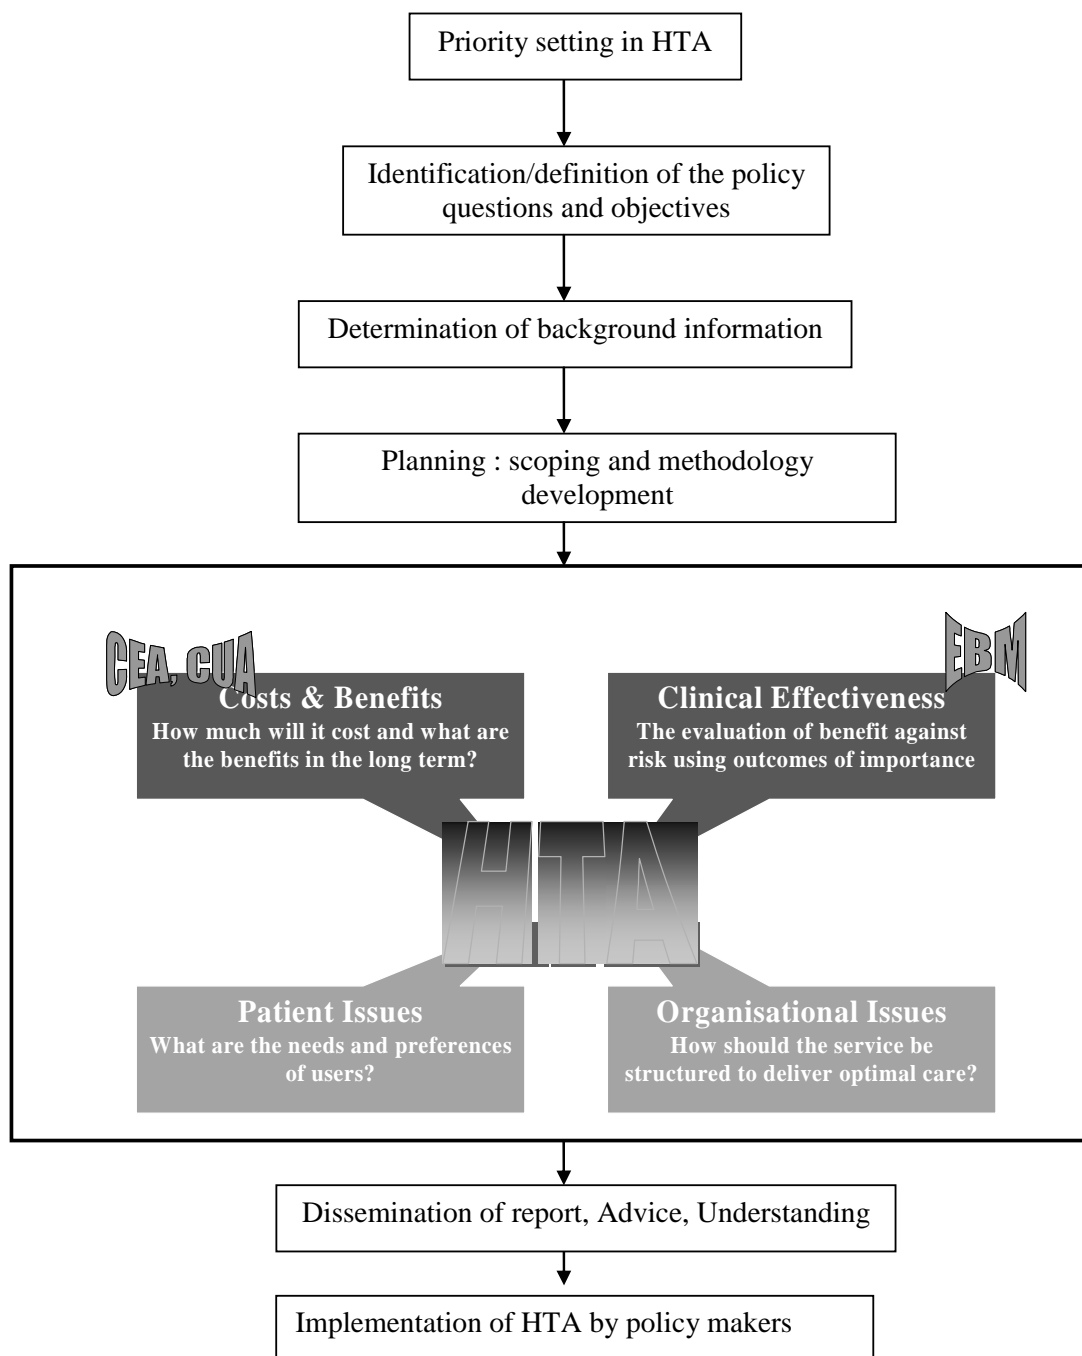 Priority setting in HTA
Identification/definition of the policy
questions and objectives
Determination of background information
Planning : scoping and methodology
development
CEA, CUA
EBM
Costs & Benefits
How much will it cost and what are
the benefits in the long term?
Clinical Effectiveness
The evaluation of benefit against
risk using outcomes of importance
HTA
Patient Issues
What are the needs and preferences
of users?
Organisational Issues
How should the service be
structured to deliver optimal care?
Dissemination of report, Advice, Understanding
Implementation of HTA by policy makers